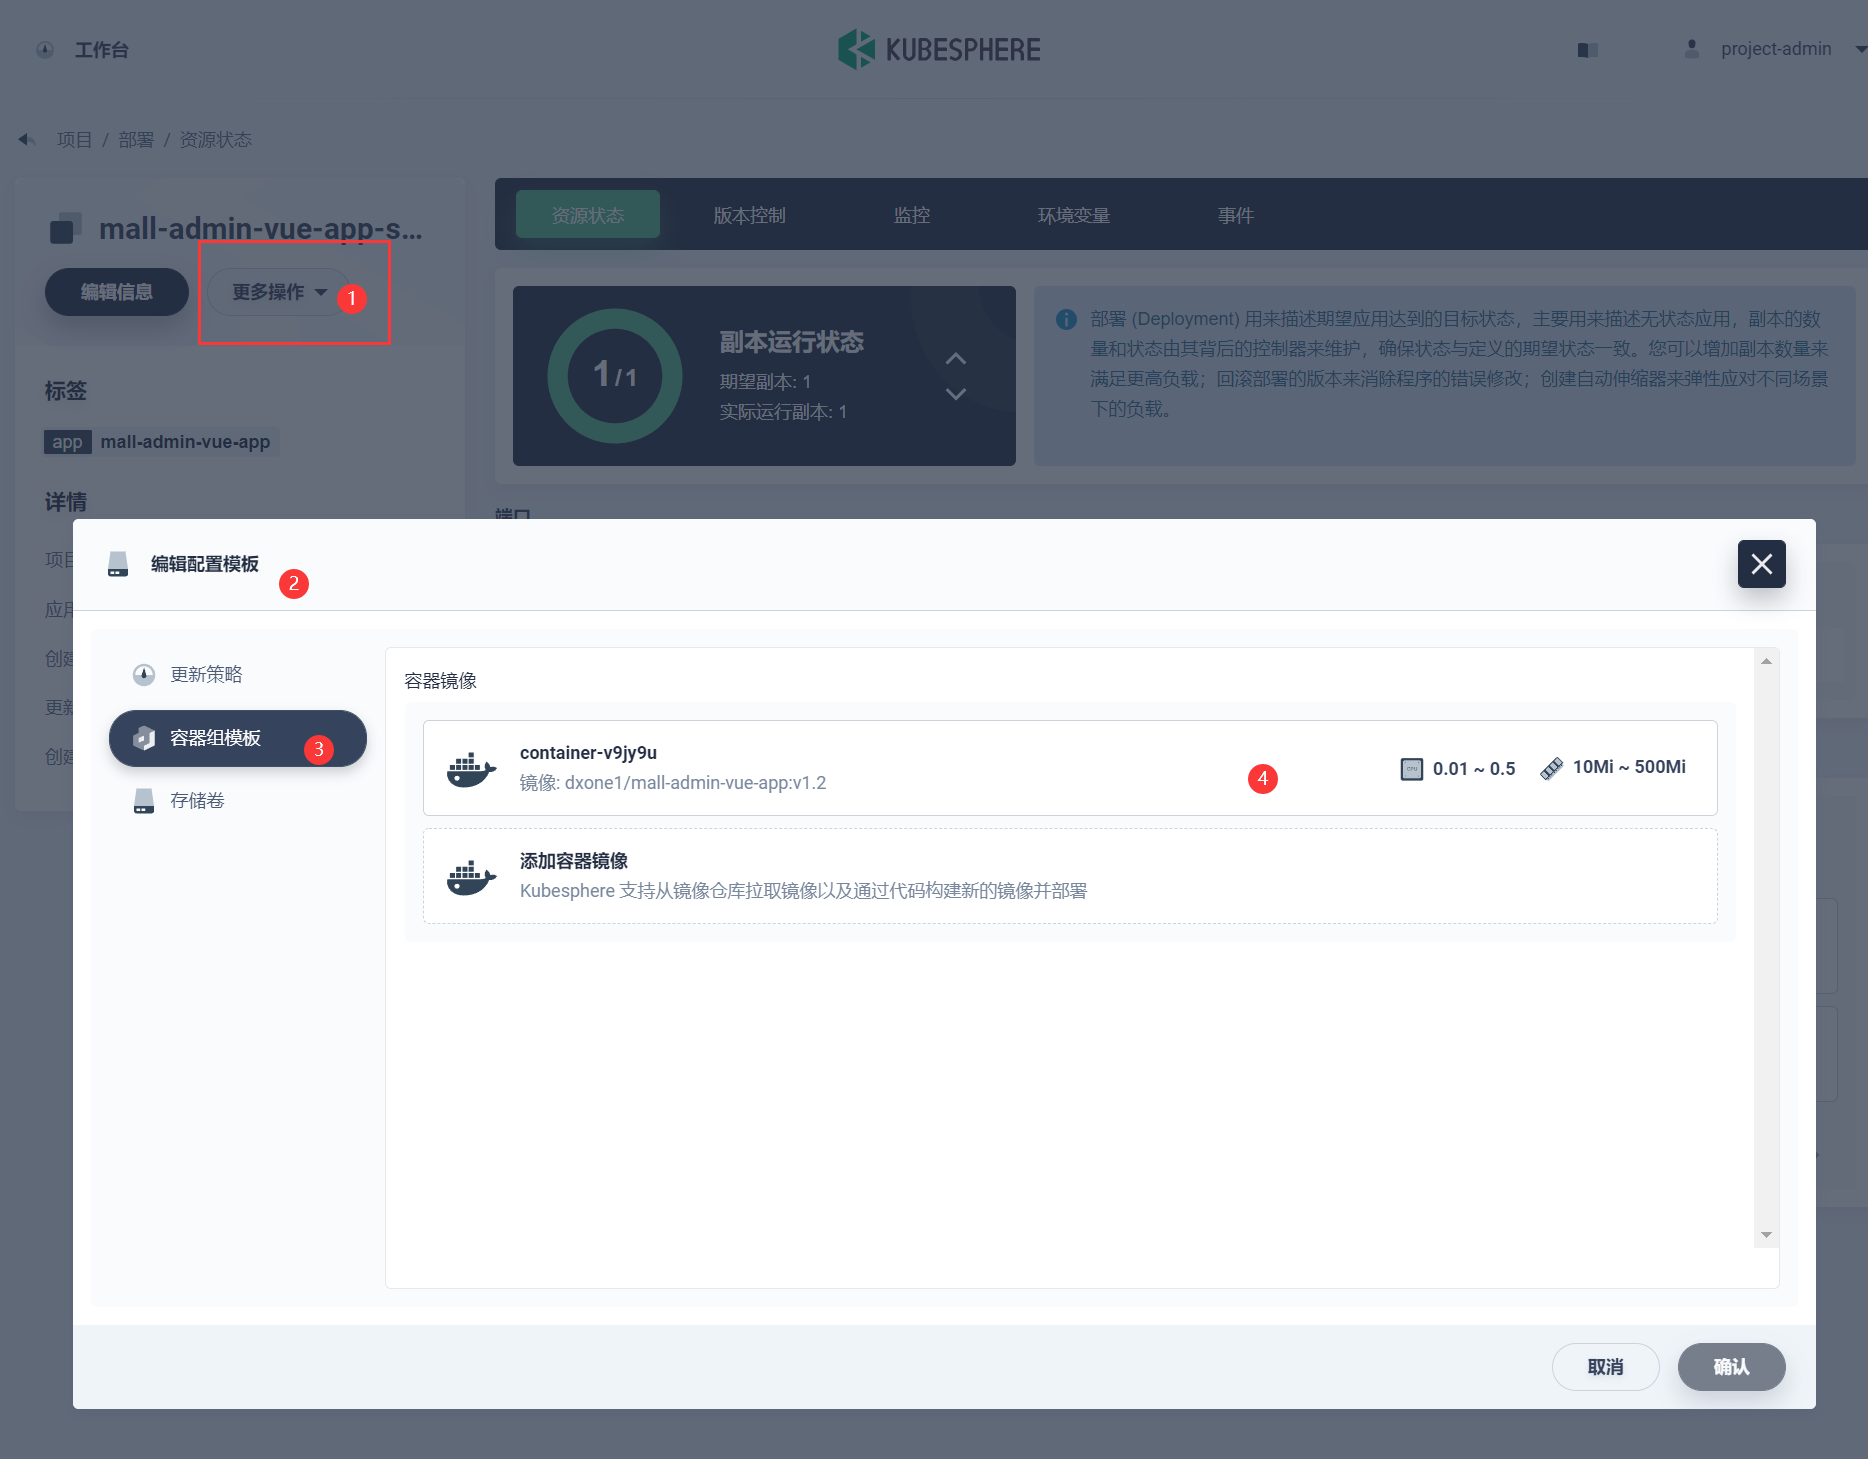 工作台
KUBESPHERE
project-admin
项目 / 部署 / 资源状态
mall-admin-vue-app-s...
编辑信息
更多操作
1
标签
app mall-admin-vue-app
详情
资源状态
版本控制
监控
环境变量
事件
1/1
副本运行状态
期望副本: 1
实际运行副本: 1
部署 (Deployment) 用来描述期望应用达到的目标状态，主要用来描述无状态应用，副本的数
量和状态由其背后的控制器来维护，确保状态与定义的期望状态一致。您可以增加副本数量来
满足更高负载；回滚部署的版本来消除程序的错误修改；创建自动伸缩器来弹性应对不同场景
下的负载。
端口
项目
应用
创建
更新
创建
编辑配置模板
2
更新策略
容器组模板
3
存储卷
容器镜像
container-v9jy9u
镜像: dxone1/mall-admin-vue-app:v1.2
4
0.01 ~ 0.5
10Mi ~ 500Mi
添加容器镜像
Kubesphere 支持从镜像仓库拉取镜像以及通过代码构建新的镜像并部署
取消
确认